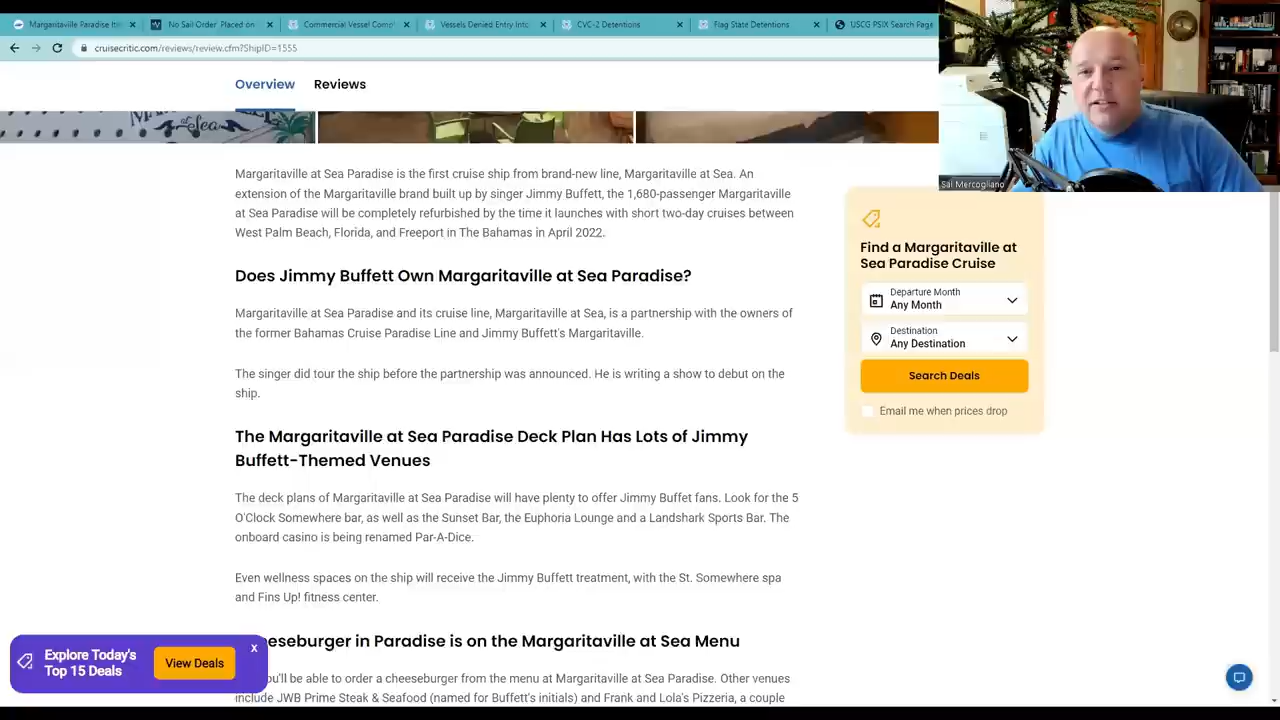 Margaritaville Paradise Itin
No Sail Order' Placed on
Commercial Vessel Comp
Vessels Denied Entry Into
CVC-2 Detentions
Flag State Detentions
USCG PSIX Search Page
cruisecritic.com/reviews/review.cfm?ShipID=1555
Overview
Reviews
at Sea
Sal Mercogliano
Margaritaville at Sea Paradise is the first cruise ship from brand-new line, Margaritaville at Sea. An
extension of the Margaritaville brand built up by singer Jimmy Buffett, the 1,680-passenger Margaritaville
at Sea Paradise will be completely refurbished by the time it launches with short two-day cruises between
West Palm Beach, Florida, and Freeport in The Bahamas in April 2022.
Does Jimmy Buffett Own Margaritaville at Sea Paradise?
Margaritaville at Sea Paradise and its cruise line, Margaritaville at Sea, is a partnership with the owners of
the former Bahamas Cruise Paradise Line and Jimmy Buffett's Margaritaville.
The singer did tour the ship before the partnership was announced. He is writing a show to debut on the
ship.
The Margaritaville at Sea Paradise Deck Plan Has Lots of Jimmy
Buffett-Themed Venues
The deck plans of Margaritaville at Sea Paradise will have plenty to offer Jimmy Buffet fans. Look for the 5
O'Clock Somewhere bar, as well as the Sunset Bar, the Euphoria Lounge and a Landshark Sports Bar. The
onboard casino is being renamed Par-A-Dice.
Even wellness spaces on the ship will receive the Jimmy Buffett treatment, with the St. Somewhere spa
and Fins Up! fitness center.
eeseburger in Paradise is on the Margaritaville at Sea Menu
ou'll be able to order a cheeseburger from the menu at Margaritaville at Sea Paradise. Other venues
include JWB Prime Steak & Seafood (named for Buffett's initials) and Frank and Lola's Pizzeria, a couple
Find a Margaritaville at
Sea Paradise Cruise
Departure Month
Any Month
Destination
Any Destination
Search Deals
Email me when prices drop
Explore Today's
Top 15 Deals
View Deals
X